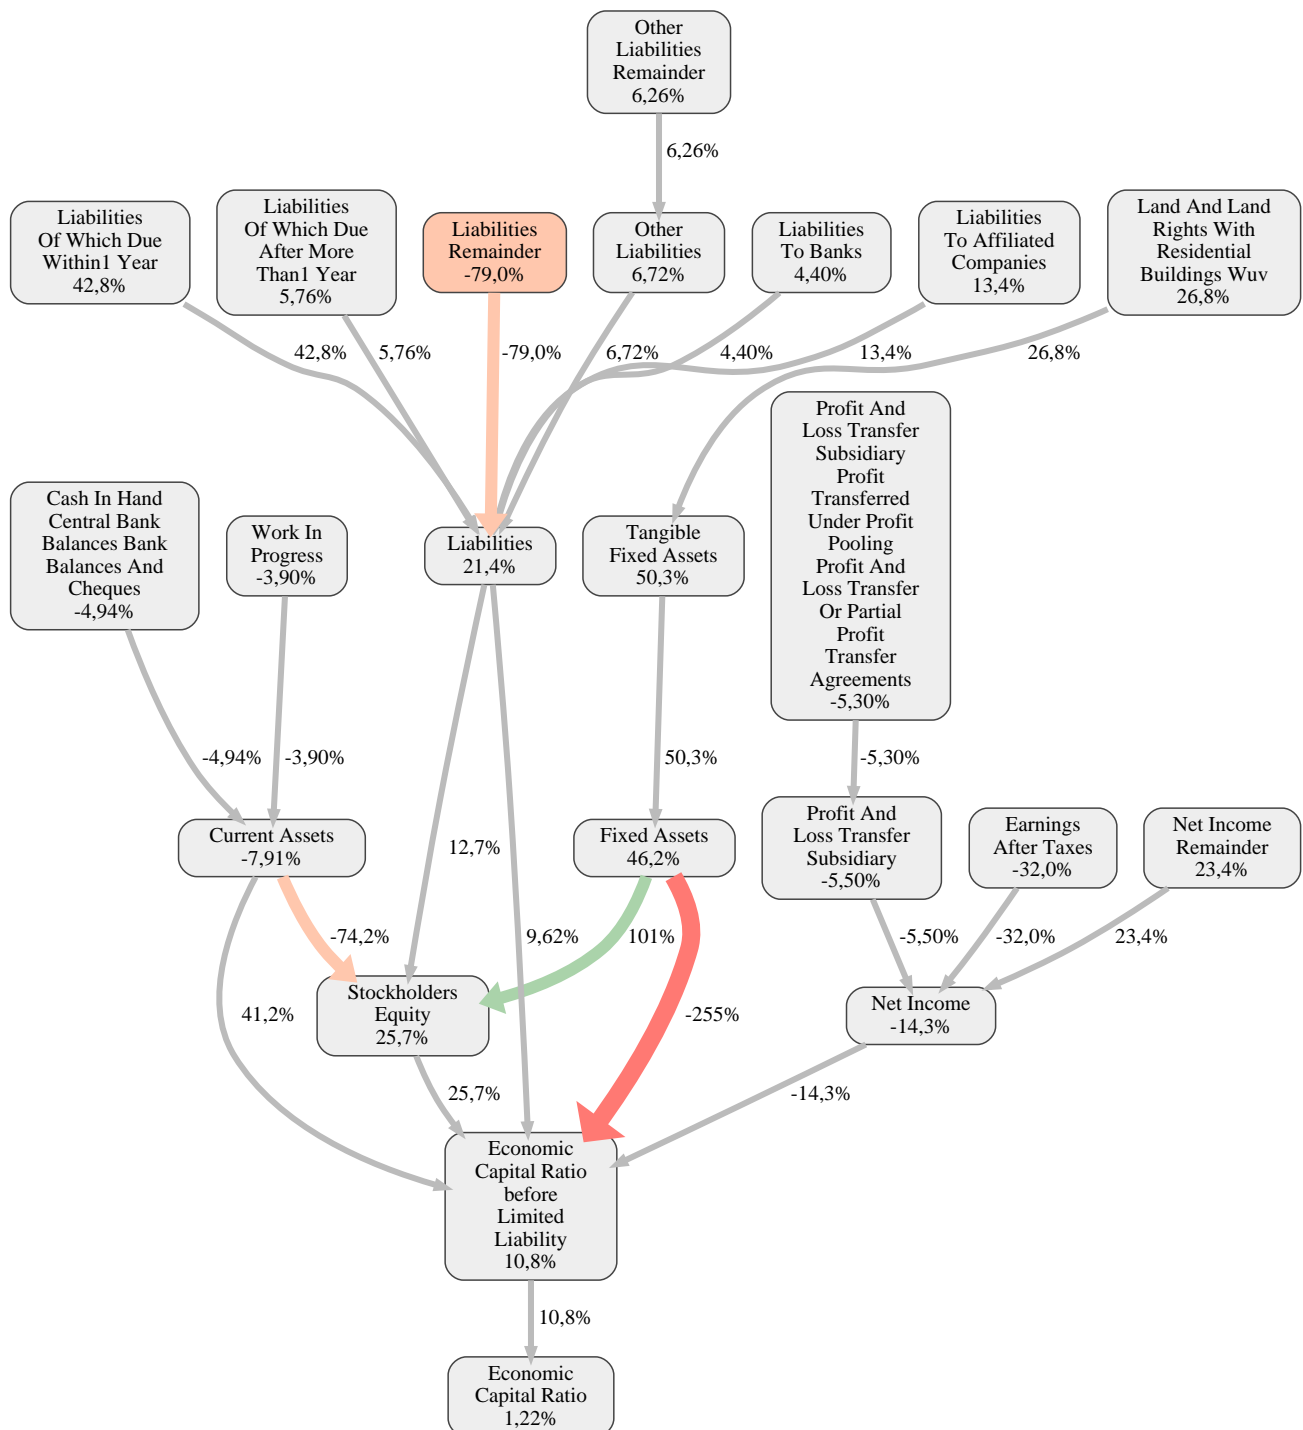 Other
Liabilities
Remainder
6,26%
6,26%
Liabilities
Of Which Due
Within1 Year
42,8%
Liabilities
Of Which Due
After More
Than1 Year
5,76%
Liabilities
Remainder
-79,0%
Other
Liabilities
6,72%
Liabilities
To Banks
4,40%
Liabilities
To Affiliated
Companies
13,4%
Land And Land
Rights With
Residential
Buildings Wuv
26,8%
42,8%
5,76%
-79,0%
6,72%
4,40%
13,4%
26,8%
Cash In Hand
Central Bank
Balances Bank
Balances And
Cheques
-4,94%
Work In
Progress
-3,90%
Liabilities
21,4%
Tangible
Fixed Assets
50,3%
Profit And
Loss Transfer
Subsidiary
Profit
Transferred
Under Profit
Pooling
Profit And
Loss Transfer
Or Partial
Profit
Transfer
Agreements
-5,30%
-4,94%
-3,90%
50,3%
-5,30%
Current Assets
-7,91%
12,7%
Fixed Assets
46,2%
Profit And
Loss Transfer
Subsidiary
-5,50%
Earnings
After Taxes
-32,0%
Net Income
Remainder
23,4%
-74,2%
9,62%
101%
-5,50%
-32,0%
23,4%
41,2%
Stockholders
Equity
25,7%
-255%
Net Income
-14,3%
25,7%
-14,3%
Economic
Capital Ratio
before
Limited
Liability
10,8%
10,8%
Economic
Capital Ratio
1,22%